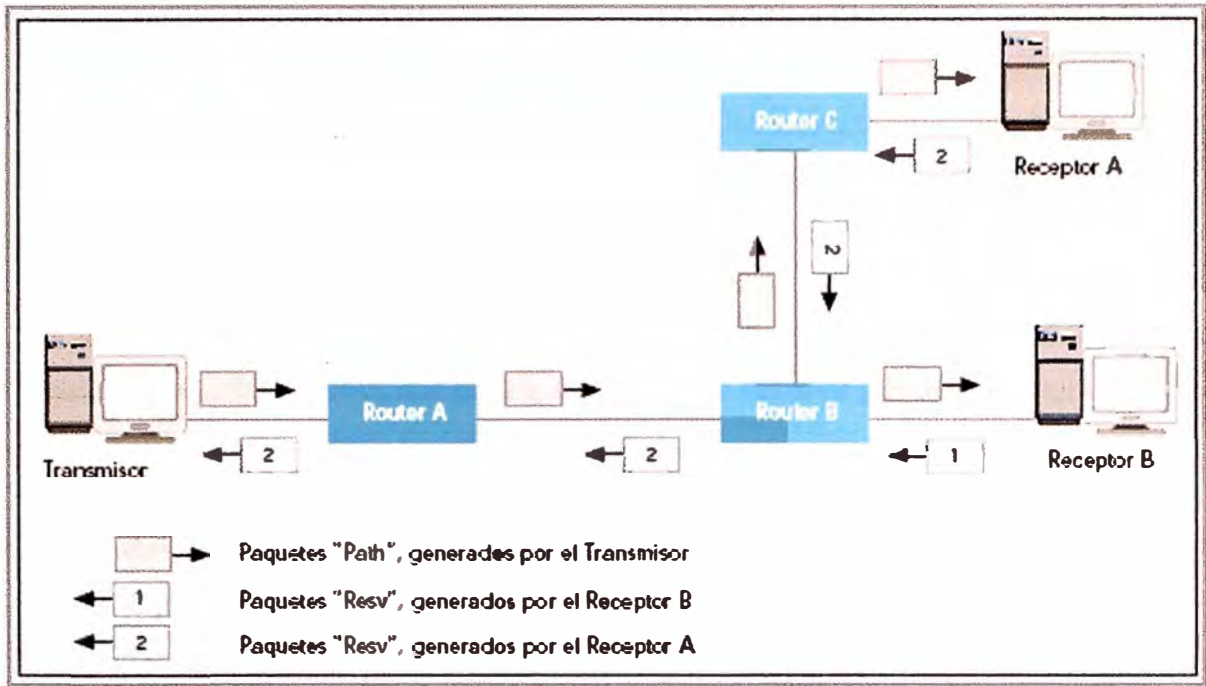 Router C
2
Receptor A
2
Router A
Router B
2
2
1
Transmisor
Receptor B
Paquetes "Path", generados por el Transmisor
1
Paquetes "Resv", generados por el Receptor B
2
Paquetes "Resv", generados por el Receptor A